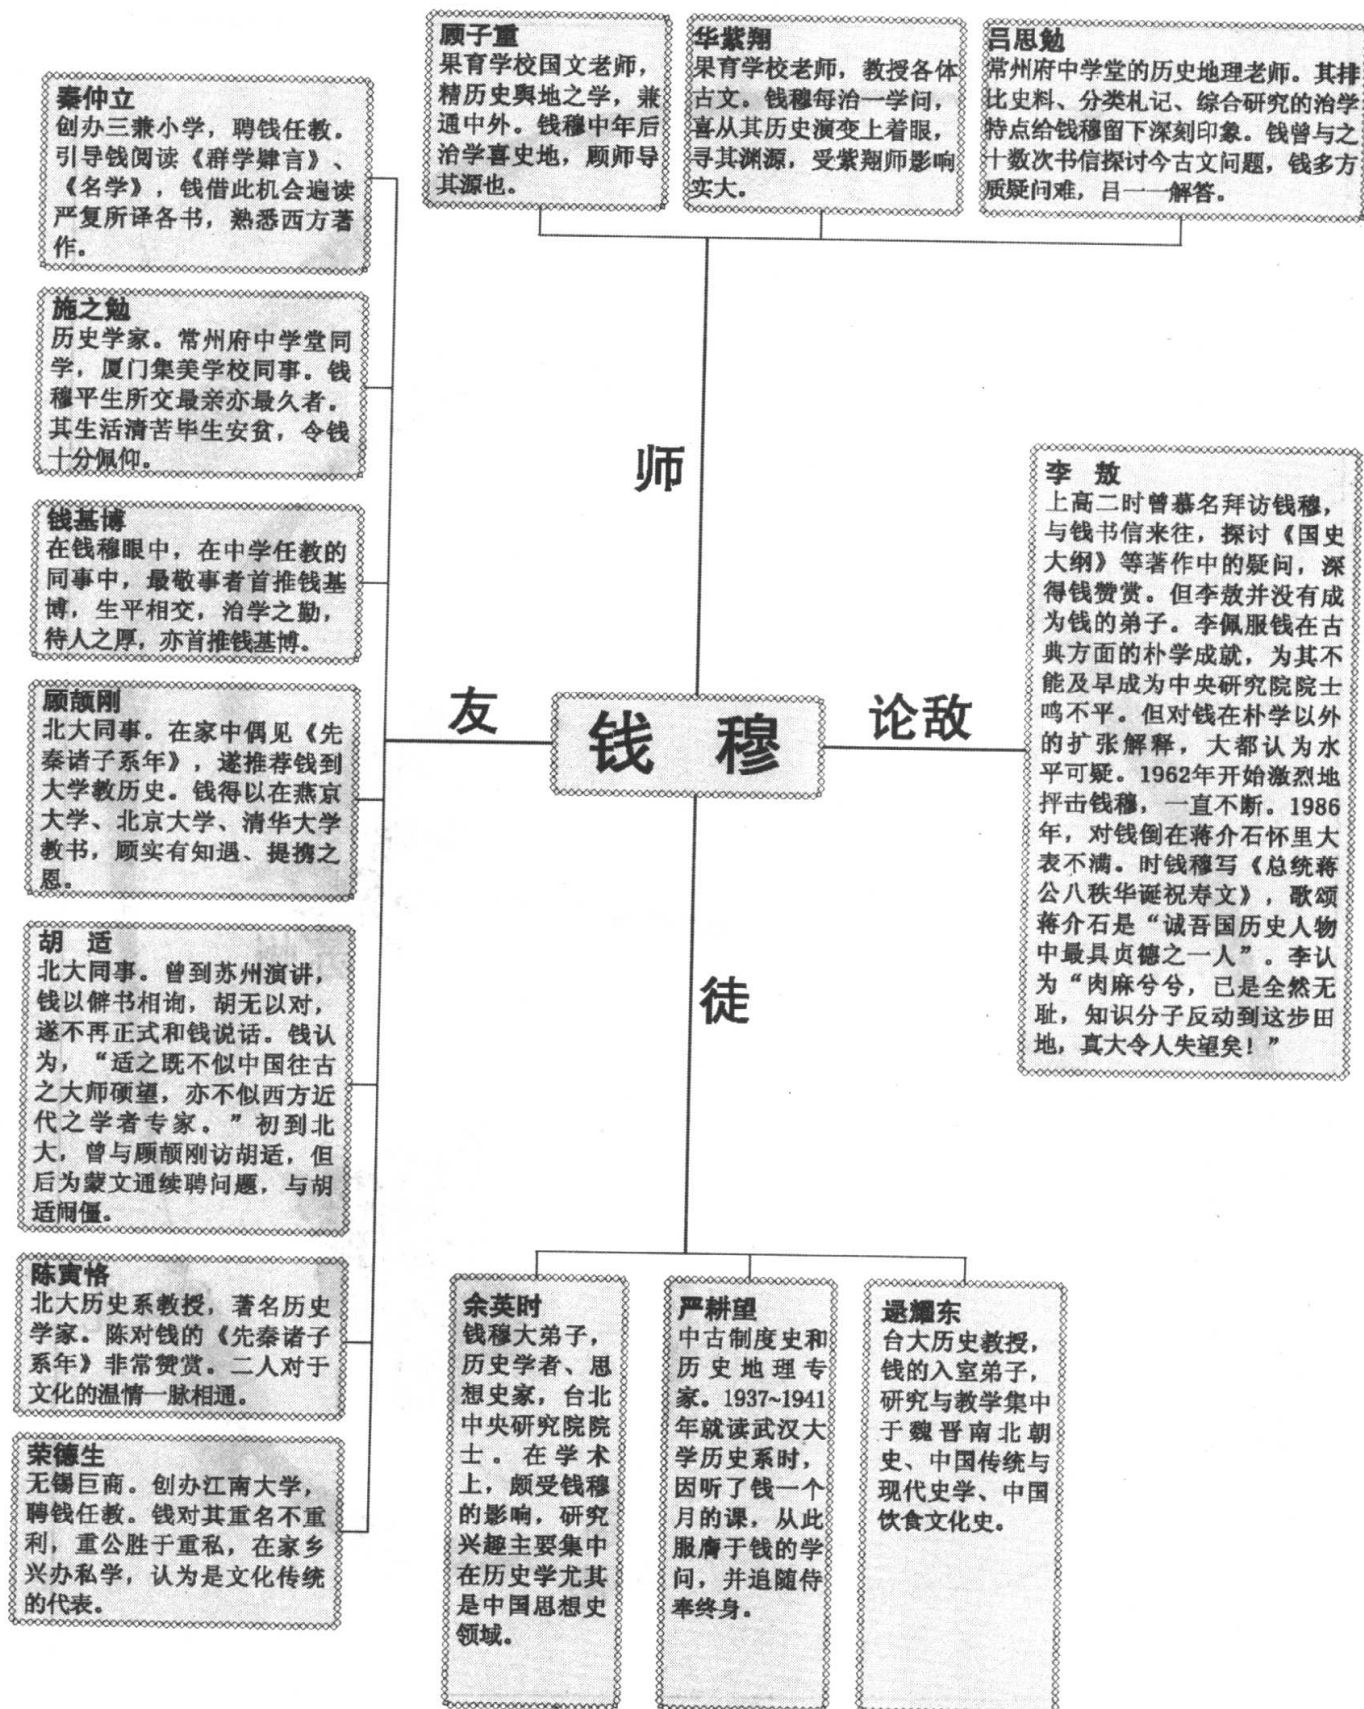 顾子重
果育学校国文老师，
精历史舆地之学，兼
通中外。钱穆中年后
治学喜史地，顾师导
其源也。
华紫翔
果育学校老师，教授各体
古文。钱穆每治一学问，
喜从其历史演变上着眼，
寻其渊源，受紫翔师影响
实大。
吕思勉
常州府中学堂的历史地理老师。其排
比史料、分类札记、综合研究的治学
特点给钱穆留下深刻印象。钱曾与之
十数次书信探讨今古文问题，钱多方
质疑问难，吕一一解答。
秦仲立
创办三兼小学，聘钱任教。
引导钱阅读《群学肄言》、
《名学》，钱借此机会遍读
严复所译各书，熟悉西方著
作。
施之勉
历史学家。常州府中学堂同
学，厦门集美学校同事。钱
穆平生所交最亲亦最久者。
其生活清苦毕生安贫，令钱
十分佩仰。
钱基博
在钱穆眼中，在中学任教的
同事中，最敬事者首推钱基
博，生平相交，治学之勤，
待人之厚，亦首推钱基博。
顾颉刚
北大同事。在家中偶见《先
秦诸子系年》，遂推荐钱到
大学教历史。钱得以在燕京
大学、北京大学、清华大学
教书，顾实有知遇、提携之
恩。
胡 适
北大同事。曾到苏州演讲，
钱以僻书相询，胡无以对，
遂不再正式和钱说话。钱认
为，“适之既不似中国往古
之大师硕望，亦不似西方近
代之学者专家。”初到北
大，曾与顾颉刚访胡适，但
后为蒙文通续聘问题，与胡
适闹僵。
陈寅恪
北大历史系教授，著名历史
学家。陈对钱的《先秦诸子
系年》非常赞赏。二人对于
文化的温情一脉相通。
荣德生
无锡巨商。创办江南大学，
聘钱任教。钱对其重名不重
利，重公胜于重私，在家乡
兴办私学，认为是文化传统
的代表。
师
友
钱 穆
论敌
徒
李 敖
上高二时曾慕名拜访钱穆，
与钱书信来往，探讨《国史
大纲》等著作中的疑问，深
得钱赞赏。但李敖并没有成
为钱的弟子。李佩服钱在古
典方面的朴学成就，为其不
能及早成为中央研究院院士
鸣不平。但对钱在朴学以外
的扩张解释，大都认为水
平可疑。1962年开始激烈地
抨击钱穆，一直不断。1986
年，对钱倒在蒋介石怀里大
表不满。时钱穆写《总统蒋
公八秩华诞祝寿文》，歌颂
蒋介石是“诚吾国历史人物
中最具贞德之一人”。李认
为“肉麻兮兮，已是全然无
耻，知识分子反动到这步田
地，真大令人失望矣！”
余英时
钱穆大弟子，
历史学者、思
想史家，台北
中央研究院院
士。在学术
上，颇受钱穆
的影响，研究
兴趣主要集中
在历史学尤其
是中国思想史
领域。
严耕望
中古制度史和
历史地理专
家。1937~1941
年就读武汉大
学历史系时，
因听了钱一个
月的课，从此
服膺于钱的学
问，并追随侍
奉终身。
逯耀东
台大历史教授，
钱的入室弟子，
研究与教学集中
于魏晋南北朝
史、中国传统与
现代史学、中国
饮食文化史。